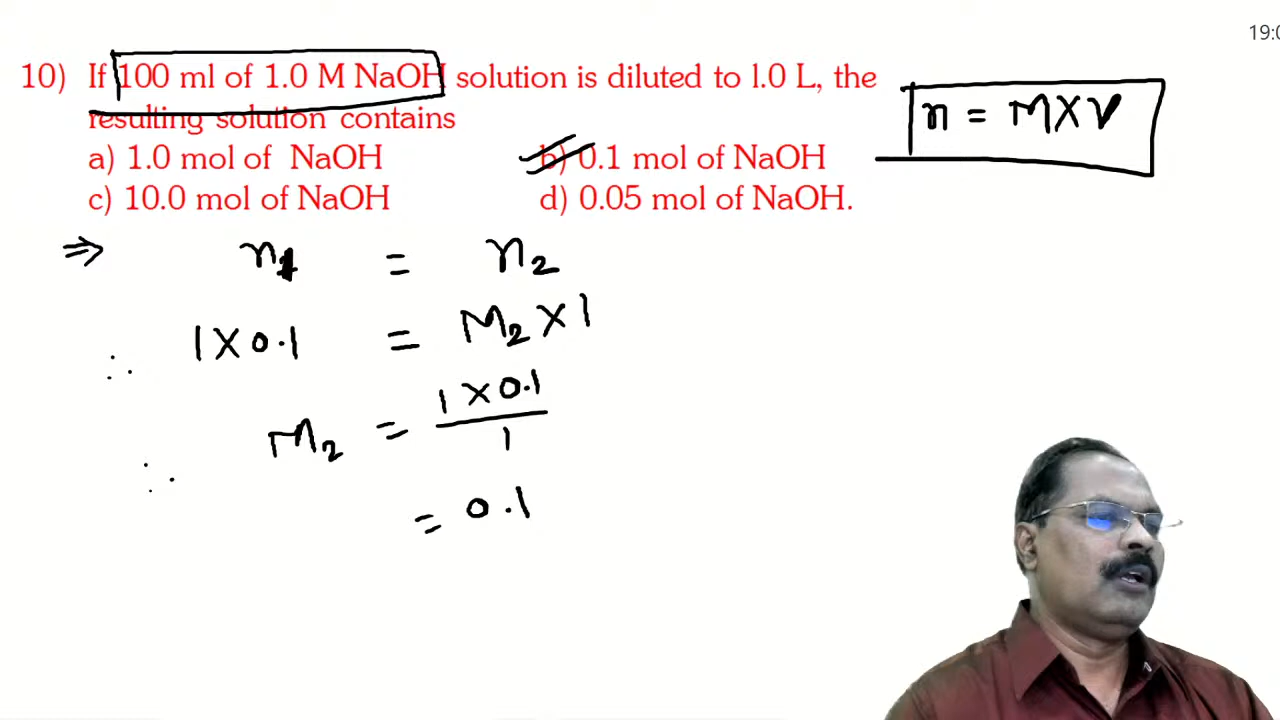 19:0
10) If 100 ml of 1.0 M NaOH solution is diluted to l.0 L, the
resulting solution contains
a) 1.0 mol of NaOH b) 0.1 mol of NaOH
c) 10.0 mol of NaOH d) 0.05 mol of NaOH.
n = M X V
⇒ n1 = n2
∴ 1 X 0.1 = M2 X 1
∴ M2 = 1 X 0.1 / 1
= 0.1